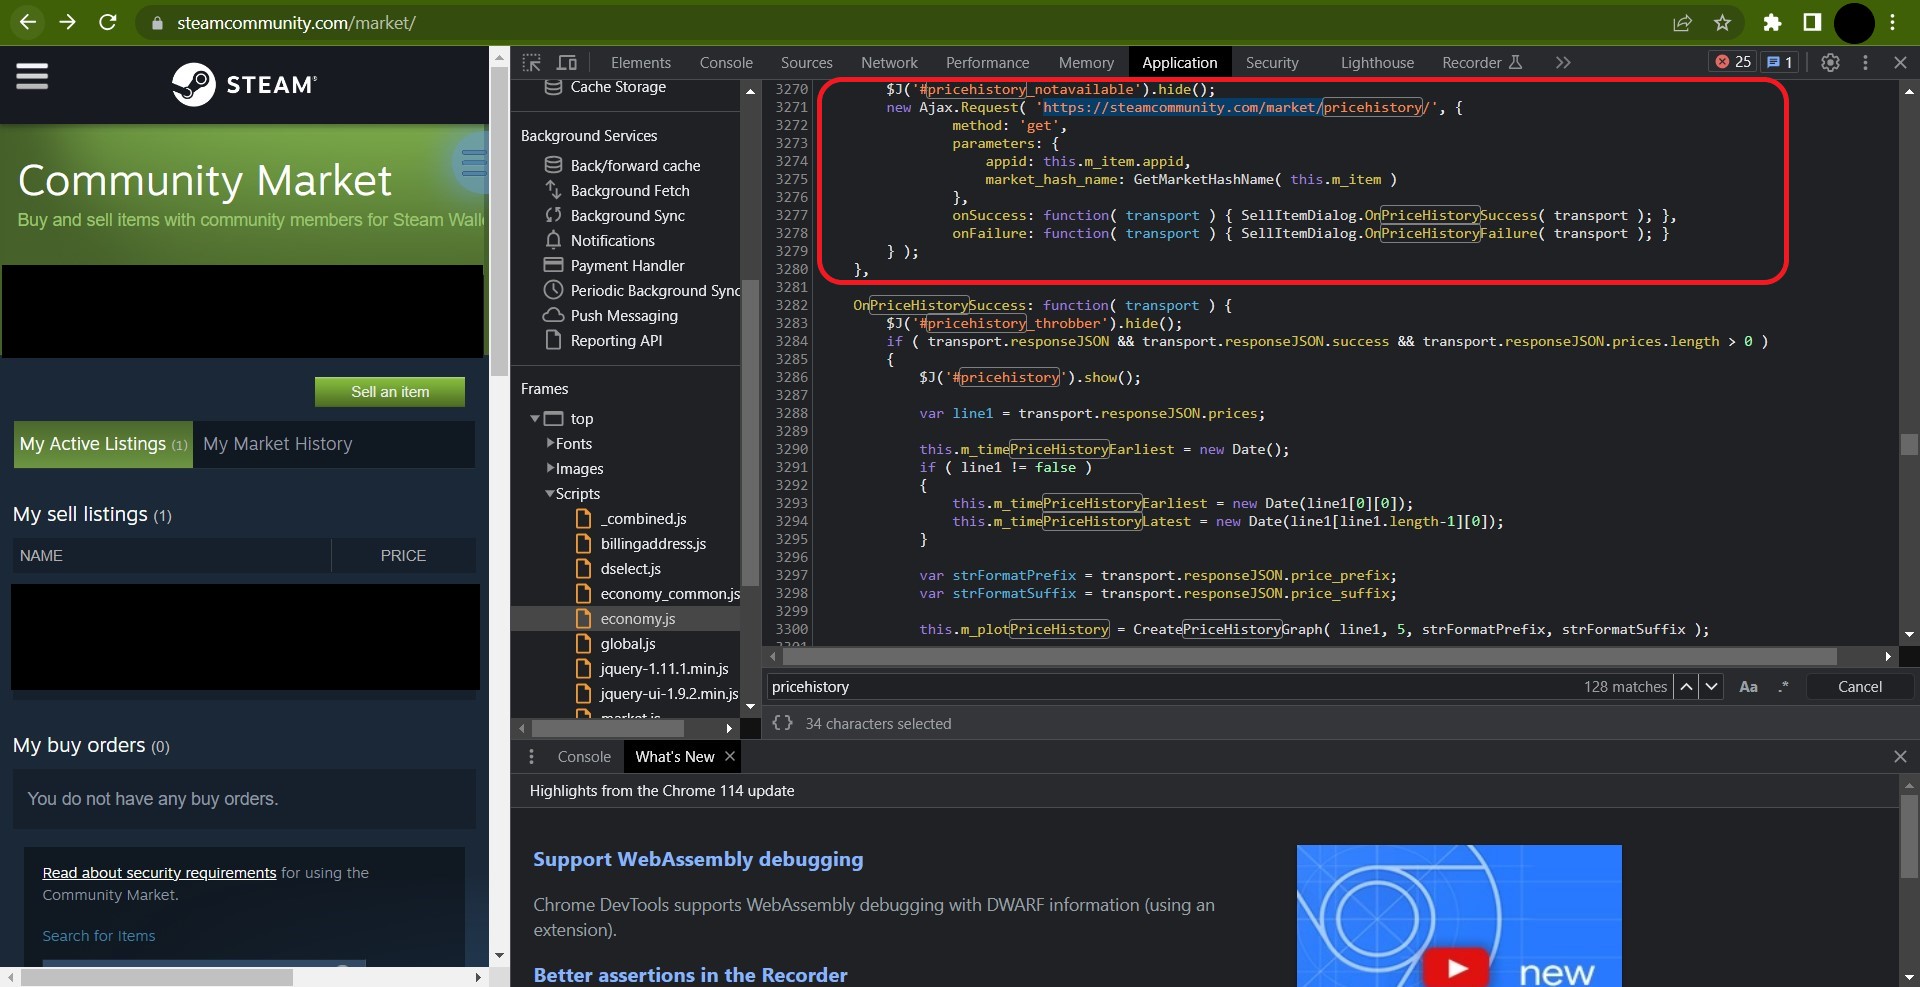 steamcommunity.com/market/
STEAM®
Community Market
Buy and sell items with community members for Steam Walle
Sell an item
My Active Listings (1) My Market History
My sell listings (1)
NAME PRICE
My buy orders (0)
You do not have any buy orders.
Read about security requirements for using the
Community Market.
Search for Items
Elements Console Sources Network Performance Memory Application Security Lighthouse Recorder 25 1
Cache Storage
Background Services
Back/forward cache
Background Fetch
Background Sync
Notifications
Payment Handler
Periodic Background Sync
Push Messaging
Reporting API
Frames
top
Fonts
Images
Scripts
_combined.js
billingaddress.js
dselect.js
economy_common.js
economy.js
global.js
jquery-1.11.1.min.js
jquery-ui-1.9.2.min.js
market.js
3270 $J('#pricehistory_notavailable').hide();
3271 new Ajax.Request( 'https://steamcommunity.com/market/pricehistory/', {
3272 method: 'get',
3273 parameters: {
3274 appid: this.m_item.appid,
3275 market_hash_name: GetMarketHashName( this.m_item )
3276 },
3277 onSuccess: function( transport ) { SellItemDialog.OnPriceHistorySuccess( transport ); },
3278 onFailure: function( transport ) { SellItemDialog.OnPriceHistoryFailure( transport ); }
3279 } );
3280 },
3281
3282 OnPriceHistorySuccess: function( transport ) {
3283 $J('#pricehistory_throbber').hide();
3284 if ( transport.responseJSON && transport.responseJSON.success && transport.responseJSON.prices.length > 0 )
3285 {
3286 $J('#pricehistory').show();
3287
3288 var line1 = transport.responseJSON.prices;
3289
3290 this.m_timePriceHistoryEarliest = new Date();
3291 if ( line1 != false )
3292 {
3293 this.m_timePriceHistoryEarliest = new Date(line1[0][0]);
3294 this.m_timePriceHistoryLatest = new Date(line1[line1.length-1][0]);
3295 }
3296
3297 var strFormatPrefix = transport.responseJSON.price_prefix;
3298 var strFormatSuffix = transport.responseJSON.price_suffix;
3299
3300 this.m_plotPriceHistory = CreatePriceHistoryGraph( line1, 5, strFormatPrefix, strFormatSuffix );
3301
pricehistory 128 matches Aa .* Cancel
{} 34 characters selected
Console What's New
Highlights from the Chrome 114 update
Support WebAssembly debugging
Chrome DevTools supports WebAssembly debugging with DWARF information (using an
extension).
Better assertions in the Recorder
new